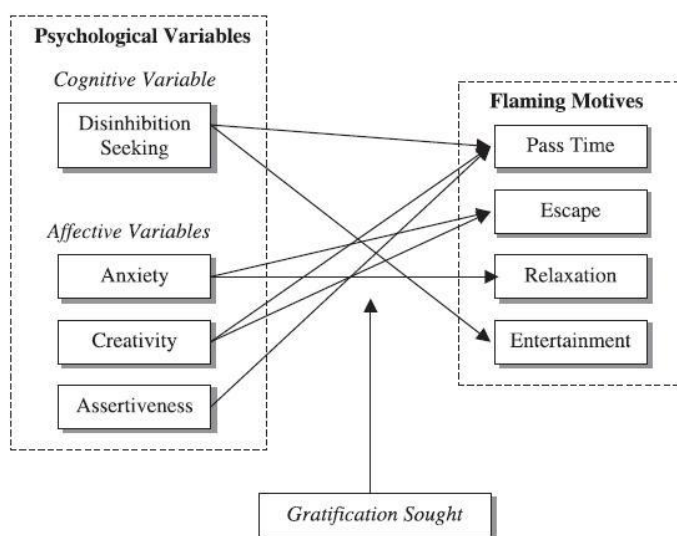 Psychological Variables
Cognitive Variable
Disinhibition
Seeking
Affective Variables
Anxiety
Creativity
Assertiveness
Flaming Motives
Pass Time
Escape
Relaxation
Entertainment
Gratification Sought